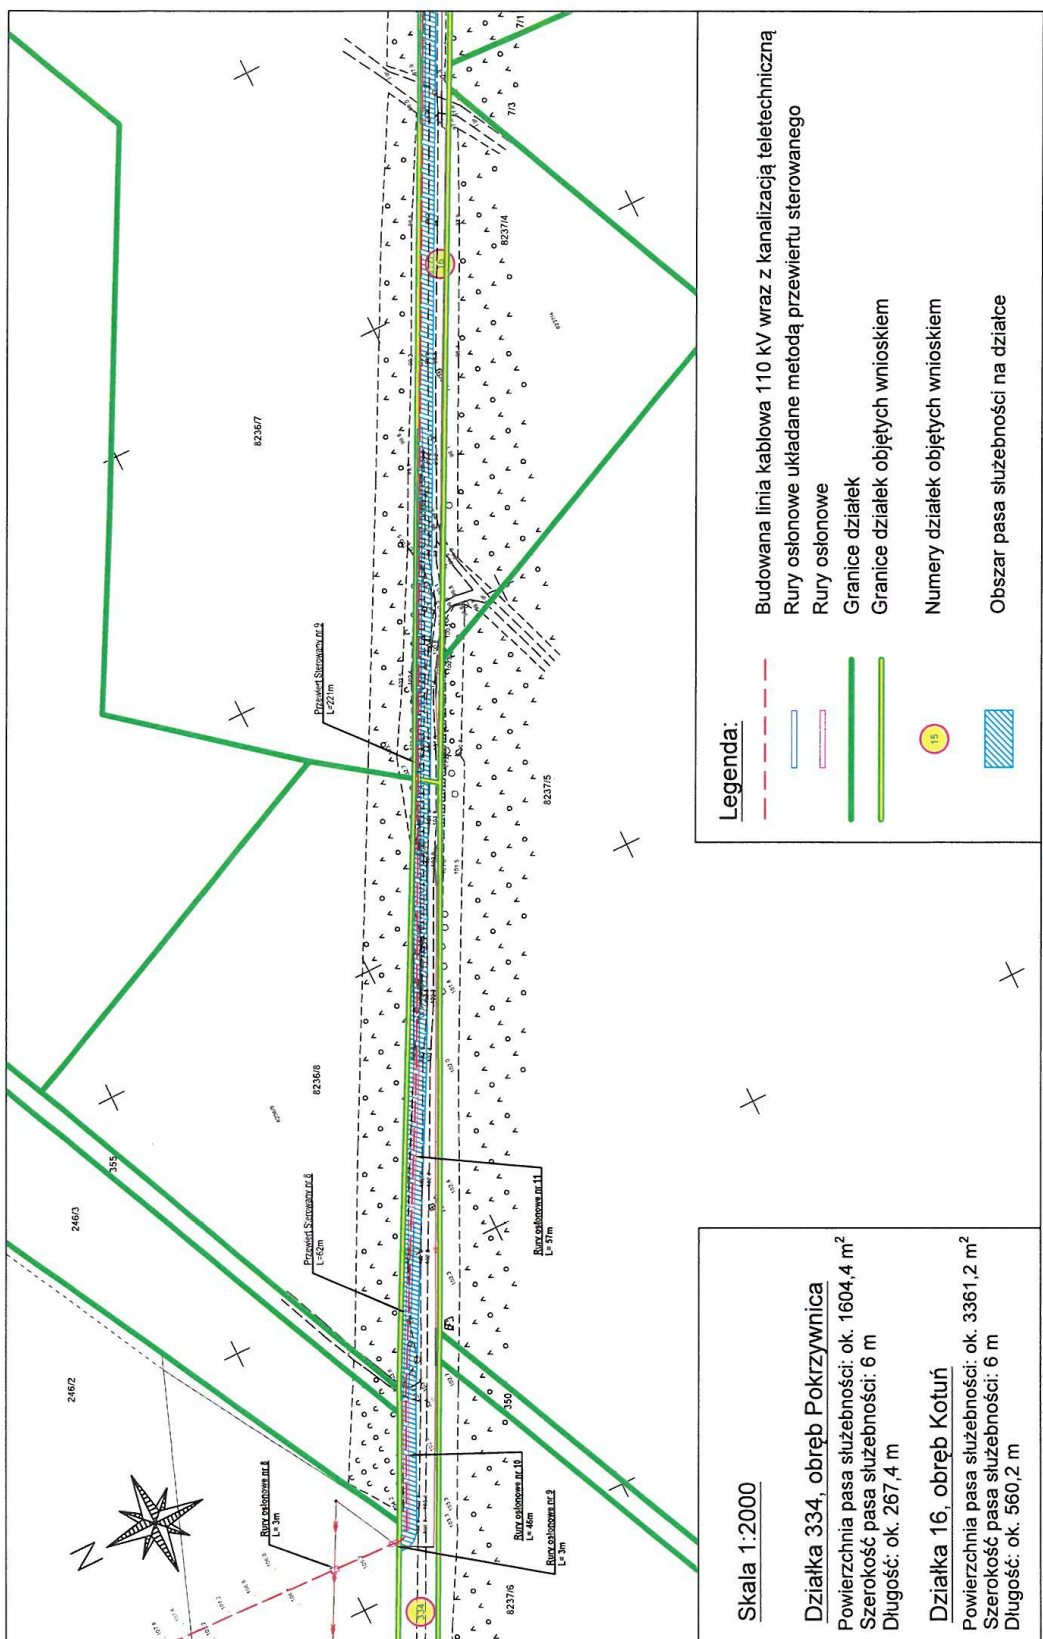 N
246/2
246/3
355
8236/8
8236/7
Rury osłonowe nr 8
L= 3m
Przewiert Sterowany nr 8
L=62m
Przewiert Sterowany nr 9
L=221m
334
16
Rury osłonowe nr 9
L= 3m
Rury osłonowe nr 10
L= 46m
Rury osłonowe nr 11
L= 57m
8237/6
350
8237/5
8237/4
7/3
7/1
Skala 1:2000
Działka 334, obręb Pokrzywnica
Powierzchnia pasa służebności: ok. 1604,4 m²
Szerokość pasa służebności: 6 m
Długość: ok. 267,4 m
Działka 16, obręb Kotuń
Powierzchnia pasa służebności: ok. 3361,2 m²
Szerokość pasa służebności: 6 m
Długość: ok. 560,2 m
Legenda:
Budowana linia kablowa 110 kV wraz z kanalizacją teletechniczną
Rury osłonowe układane metodą przewiertu sterowanego
Rury osłonowe
Granice działek
Granice działek objętych wnioskiem
15
Numery działek objętych wnioskiem
Obszar pasa służebności na działce